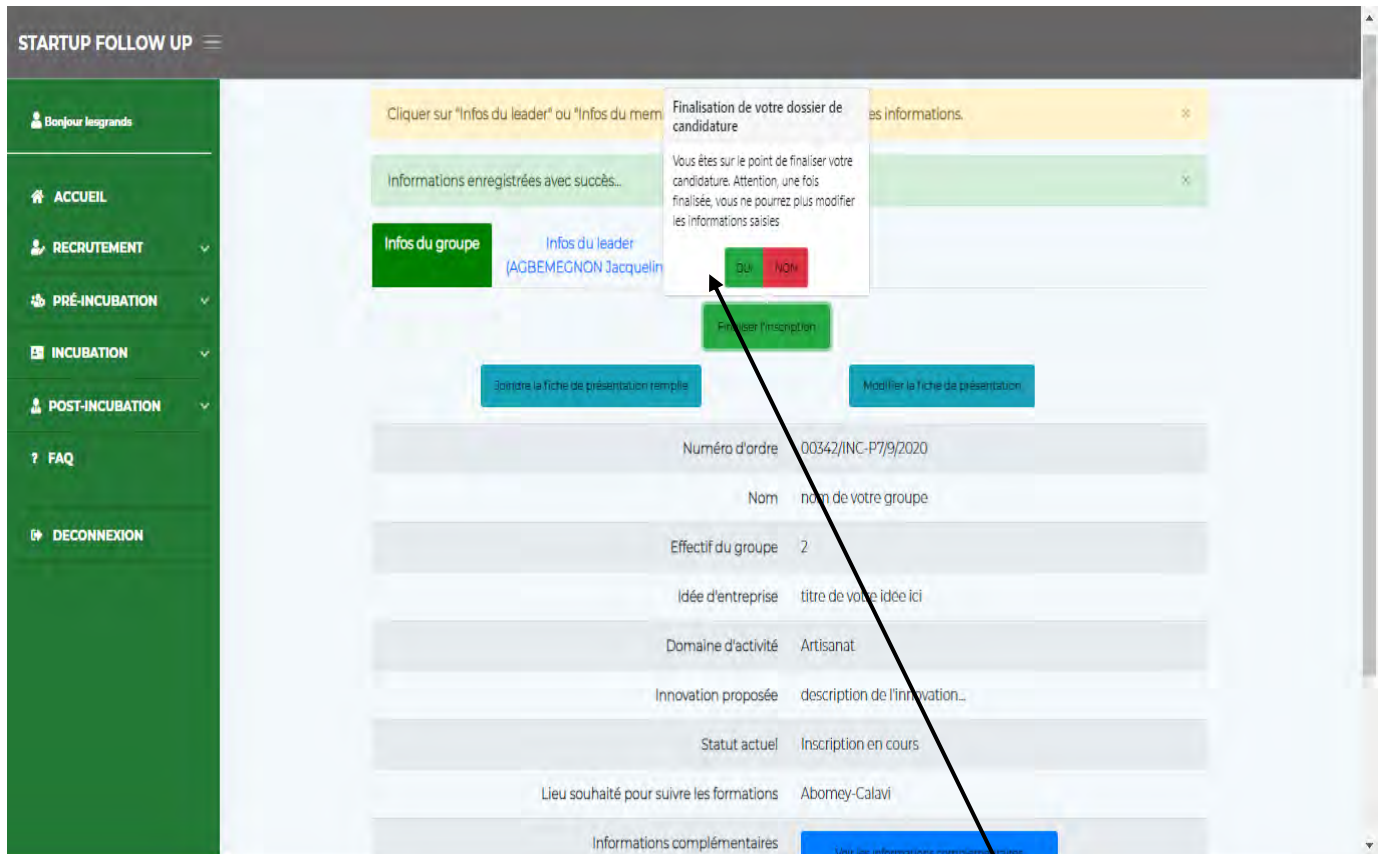 STARTUP FOLLOW UP
Bonjour lesgrands
ACCUEIL
RECRUTEMENT
PRÉ-INCUBATION
INCUBATION
POST-INCUBATION
? FAQ
DECONNEXION
Cliquer sur "Infos du leader" ou "Infos du mem
es informations. ×
Informations enregistrées avec succès... ×
Finalisation de votre dossier de
candidature
Vous êtes sur le point de finaliser votre
candidature. Attention, une fois
finalisée, vous ne pourrez plus modifier
les informations saisies
OUI NON
Infos du groupe
Infos du leader
(AGBEMEGNON Jacquelin
Finaliser l'inscription
Joindre la fiche de présentation remplie
Modifier la fiche de présentation
Numéro d'ordre 00342/INC-P7/9/2020
Nom nom de votre groupe
Effectif du groupe 2
Idée d'entreprise titre de votre idée ici
Domaine d'activité Artisanat
Innovation proposée description de l'innovation...
Statut actuel Inscription en cours
Lieu souhaité pour suivre les formations Abomey-Calavi
Informations complémentaires
Voir les informations complémentaires